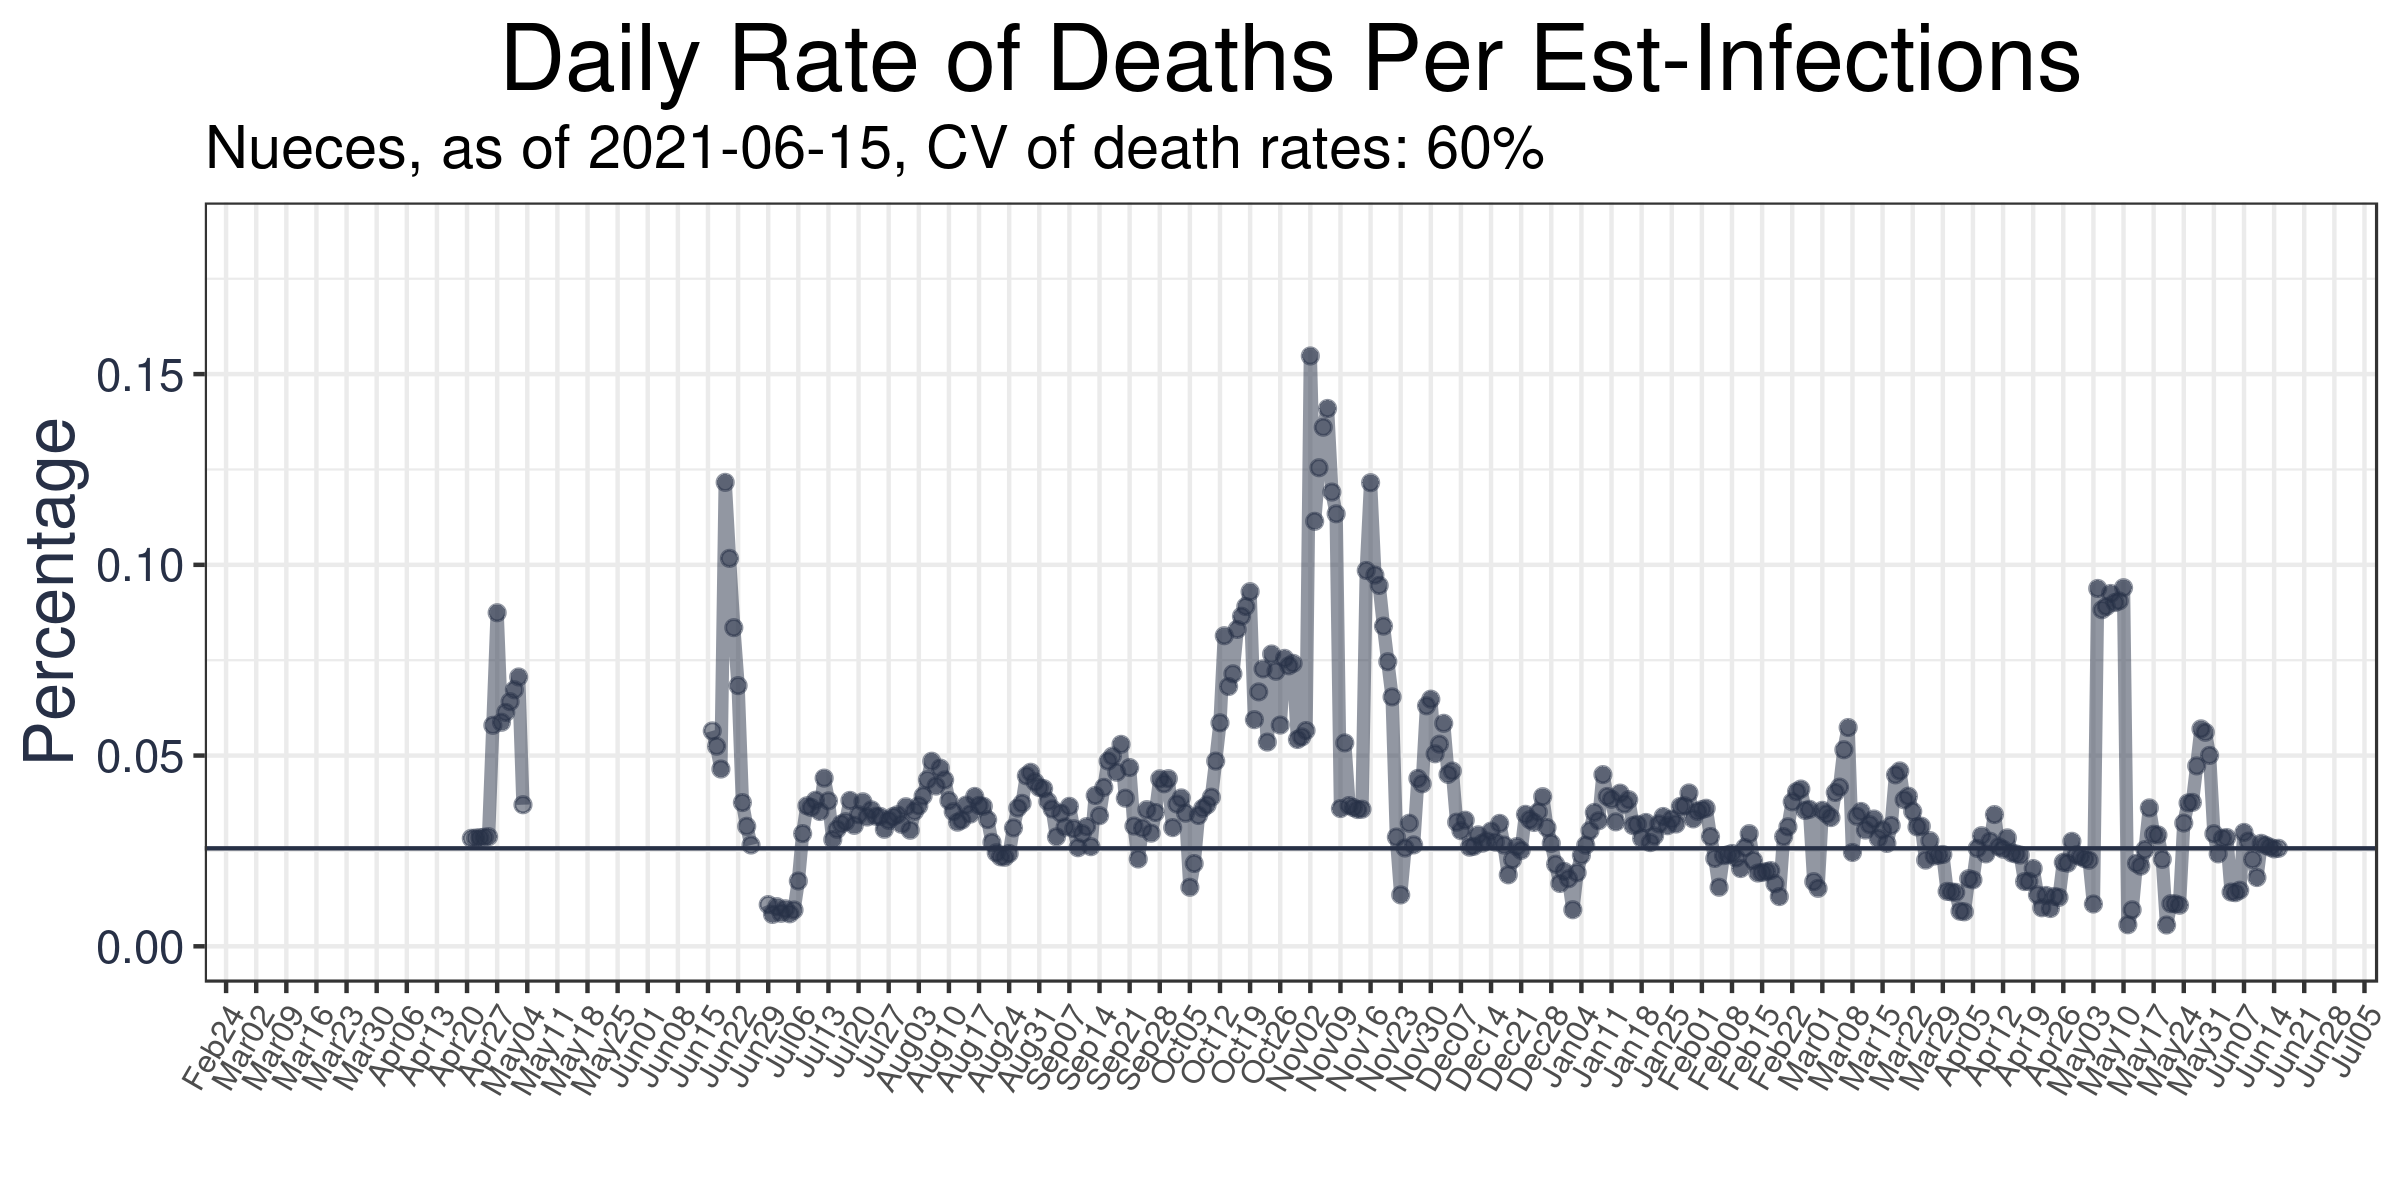 Daily Rate of Deaths Per Est-Infections
Nueces, as of 2021-06-15, CV of death rates: 60%
Percentage
0.15
0.10
0.05
0.00
Feb24
Mar02
Mar09
Mar16
Mar23
Mar30
Apr06
Apr13
Apr20
Apr27
May04
May11
May18
May25
Jun01
Jun08
Jun15
Jun22
Jun29
Jul06
Jul13
Jul20
Jul27
Aug03
Aug10
Aug17
Aug24
Aug31
Sep07
Sep14
Sep21
Sep28
Oct05
Oct12
Oct19
Oct26
Nov02
Nov09
Nov16
Nov23
Nov30
Dec07
Dec14
Dec21
Dec28
Jan04
Jan11
Jan18
Jan25
Feb01
Feb08
Feb15
Feb22
Mar01
Mar08
Mar15
Mar22
Mar29
Apr05
Apr12
Apr19
Apr26
May03
May10
May17
May24
May31
Jun07
Jun14
Jun21
Jun28
Jul05